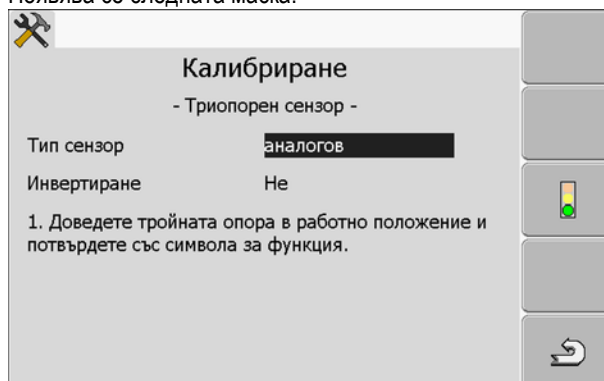 Появява се следната маска:
Калибриране
- Триопорен сензор -
Тип сензор аналогов
Инвертиране Не
1. Доведете тройната опора в работно положение и
потвърдете със символа за функция.